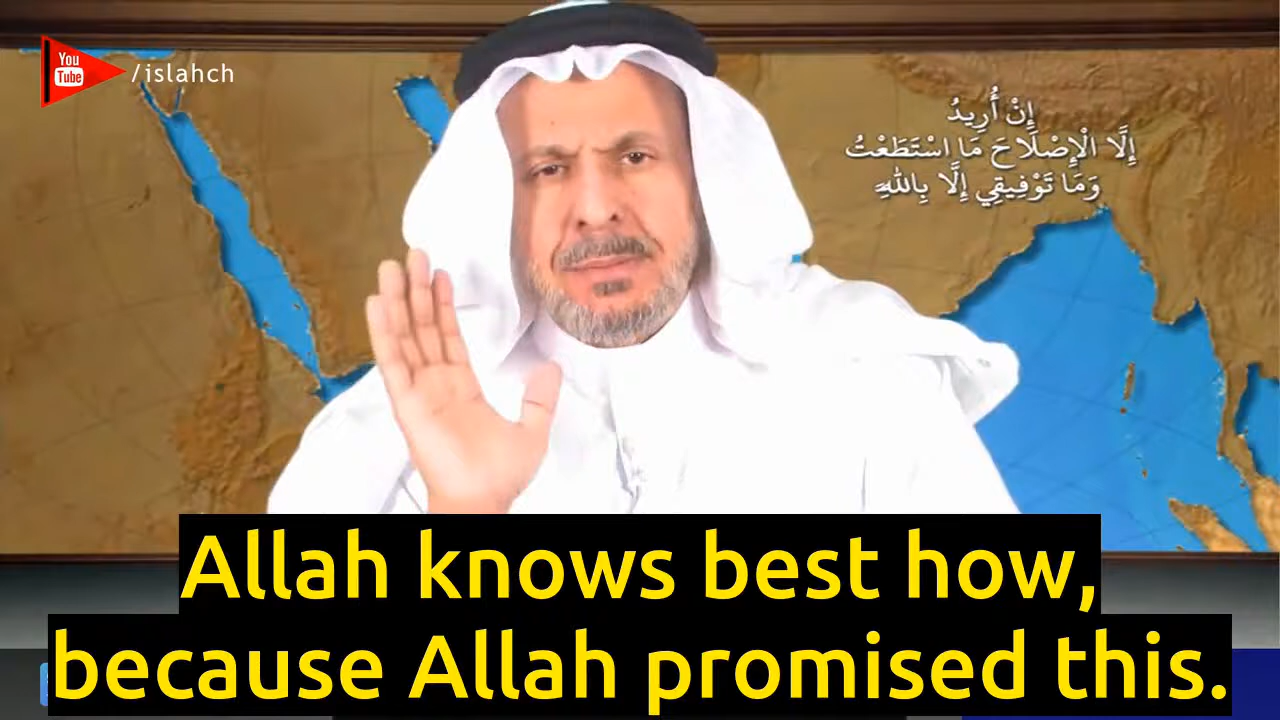 You
Tube
/islahch
إِنْ أُرِيدُ
إِلَّا الْإِصْلَاحَ مَا اسْتَطَعْتُ
وَمَا تَوْفِيقِي إِلَّا بِاللَّهِ
Allah knows best how,
because Allah promised this.